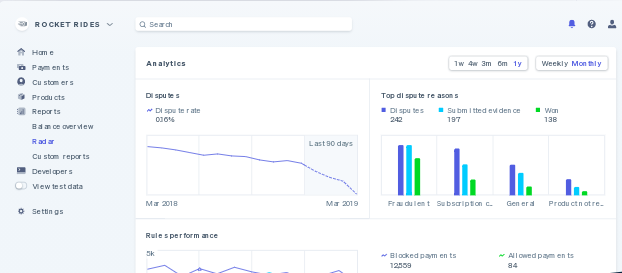 ROCKET RIDES
Search
Home
Payments
Customers
Products
Reports
Balance overview
Radar
Custom reports
Developers
View test data
Settings
Analytics
1w 4w 3m 6m 1y
Weekly Monthly
Disputes
Dispute rate
0.16%
Last 90 days
Mar 2018
Mar 2019
Top dispute reasons
Disputes
242
Submitted evidence
197
Won
138
Fraudulent
Subscription c...
General
Product not re...
Rules performance
5k
Blocked payments
12,559
Allowed payments
84